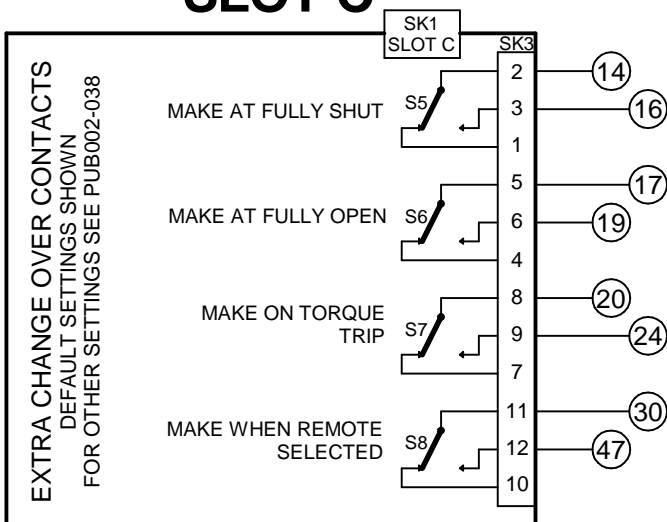 SK1
SLOT C
SK3
EXTRA CHANGE OVER CONTACTS
DEFAULT SETTINGS SHOWN
FOR OTHER SETTINGS SEE PUB002-038
MAKE AT FULLY SHUT
S5
2
14
3
16
1
MAKE AT FULLY OPEN
S6
5
17
6
19
4
MAKE ON TORQUE
TRIP
S7
8
20
9
24
7
MAKE WHEN REMOTE
SELECTED
S8
11
30
12
47
10